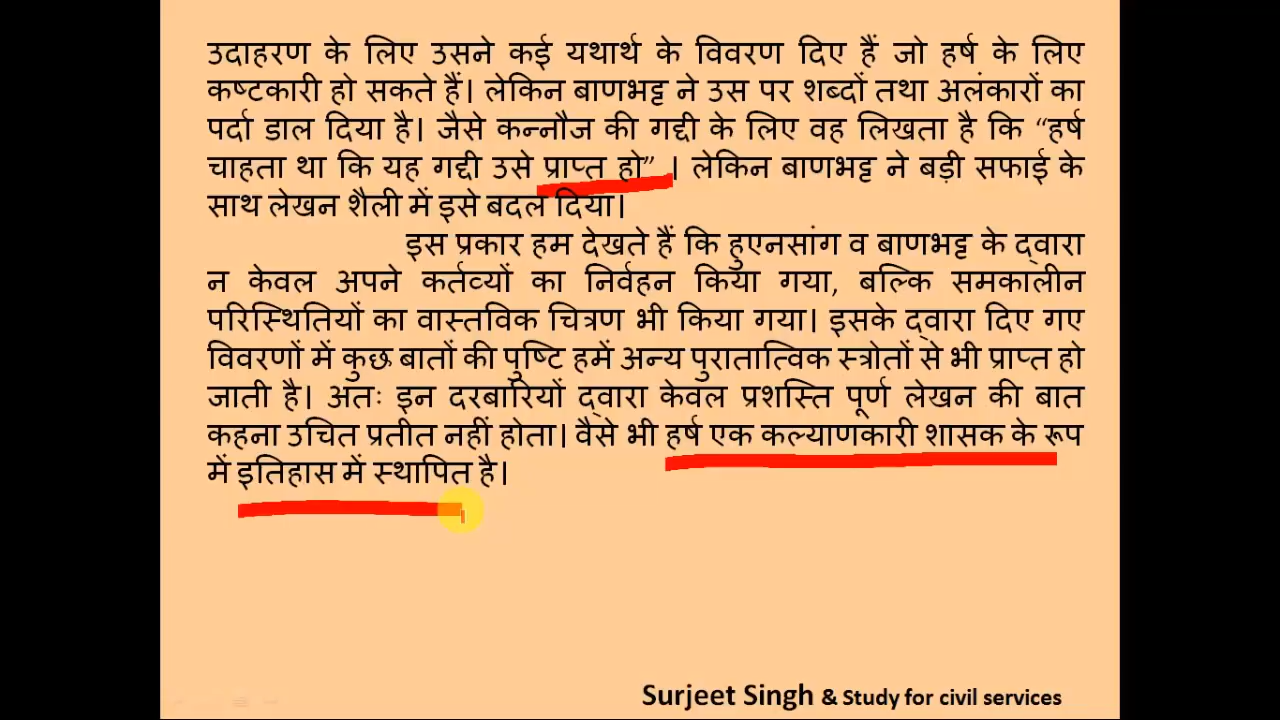 उदाहरण के लिए उसने कई यथार्थ के विवरण दिए हैं जो हर्ष के लिए
कष्टकारी हो सकते हैं। लेकिन बाणभट्ट ने उस पर शब्दों तथा अलंकारों का
पर्दा डाल दिया है। जैसे कन्नौज की गद्दी के लिए वह लिखता है कि “हर्ष
चाहता था कि यह गद्दी उसे प्राप्त हो” । लेकिन बाणभट्ट ने बड़ी सफाई के
साथ लेखन शैली में इसे बदल दिया।
इस प्रकार हम देखते हैं कि हुएनसांग व बाणभट्ट के द्वारा
न केवल अपने कर्तव्यों का निर्वहन किया गया, बल्कि समकालीन
परिस्थितियों का वास्तविक चित्रण भी किया गया। इसके द्वारा दिए गए
विवरणों में कुछ बातों की पुष्टि हमें अन्य पुरातात्विक स्त्रोतों से भी प्राप्त हो
जाती है। अतः इन दरबारियों द्वारा केवल प्रशस्ति पूर्ण लेखन की बात
कहना उचित प्रतीत नहीं होता। वैसे भी हर्ष एक कल्याणकारी शासक के रूप
में इतिहास में स्थापित है।
Surjeet Singh & Study for civil services